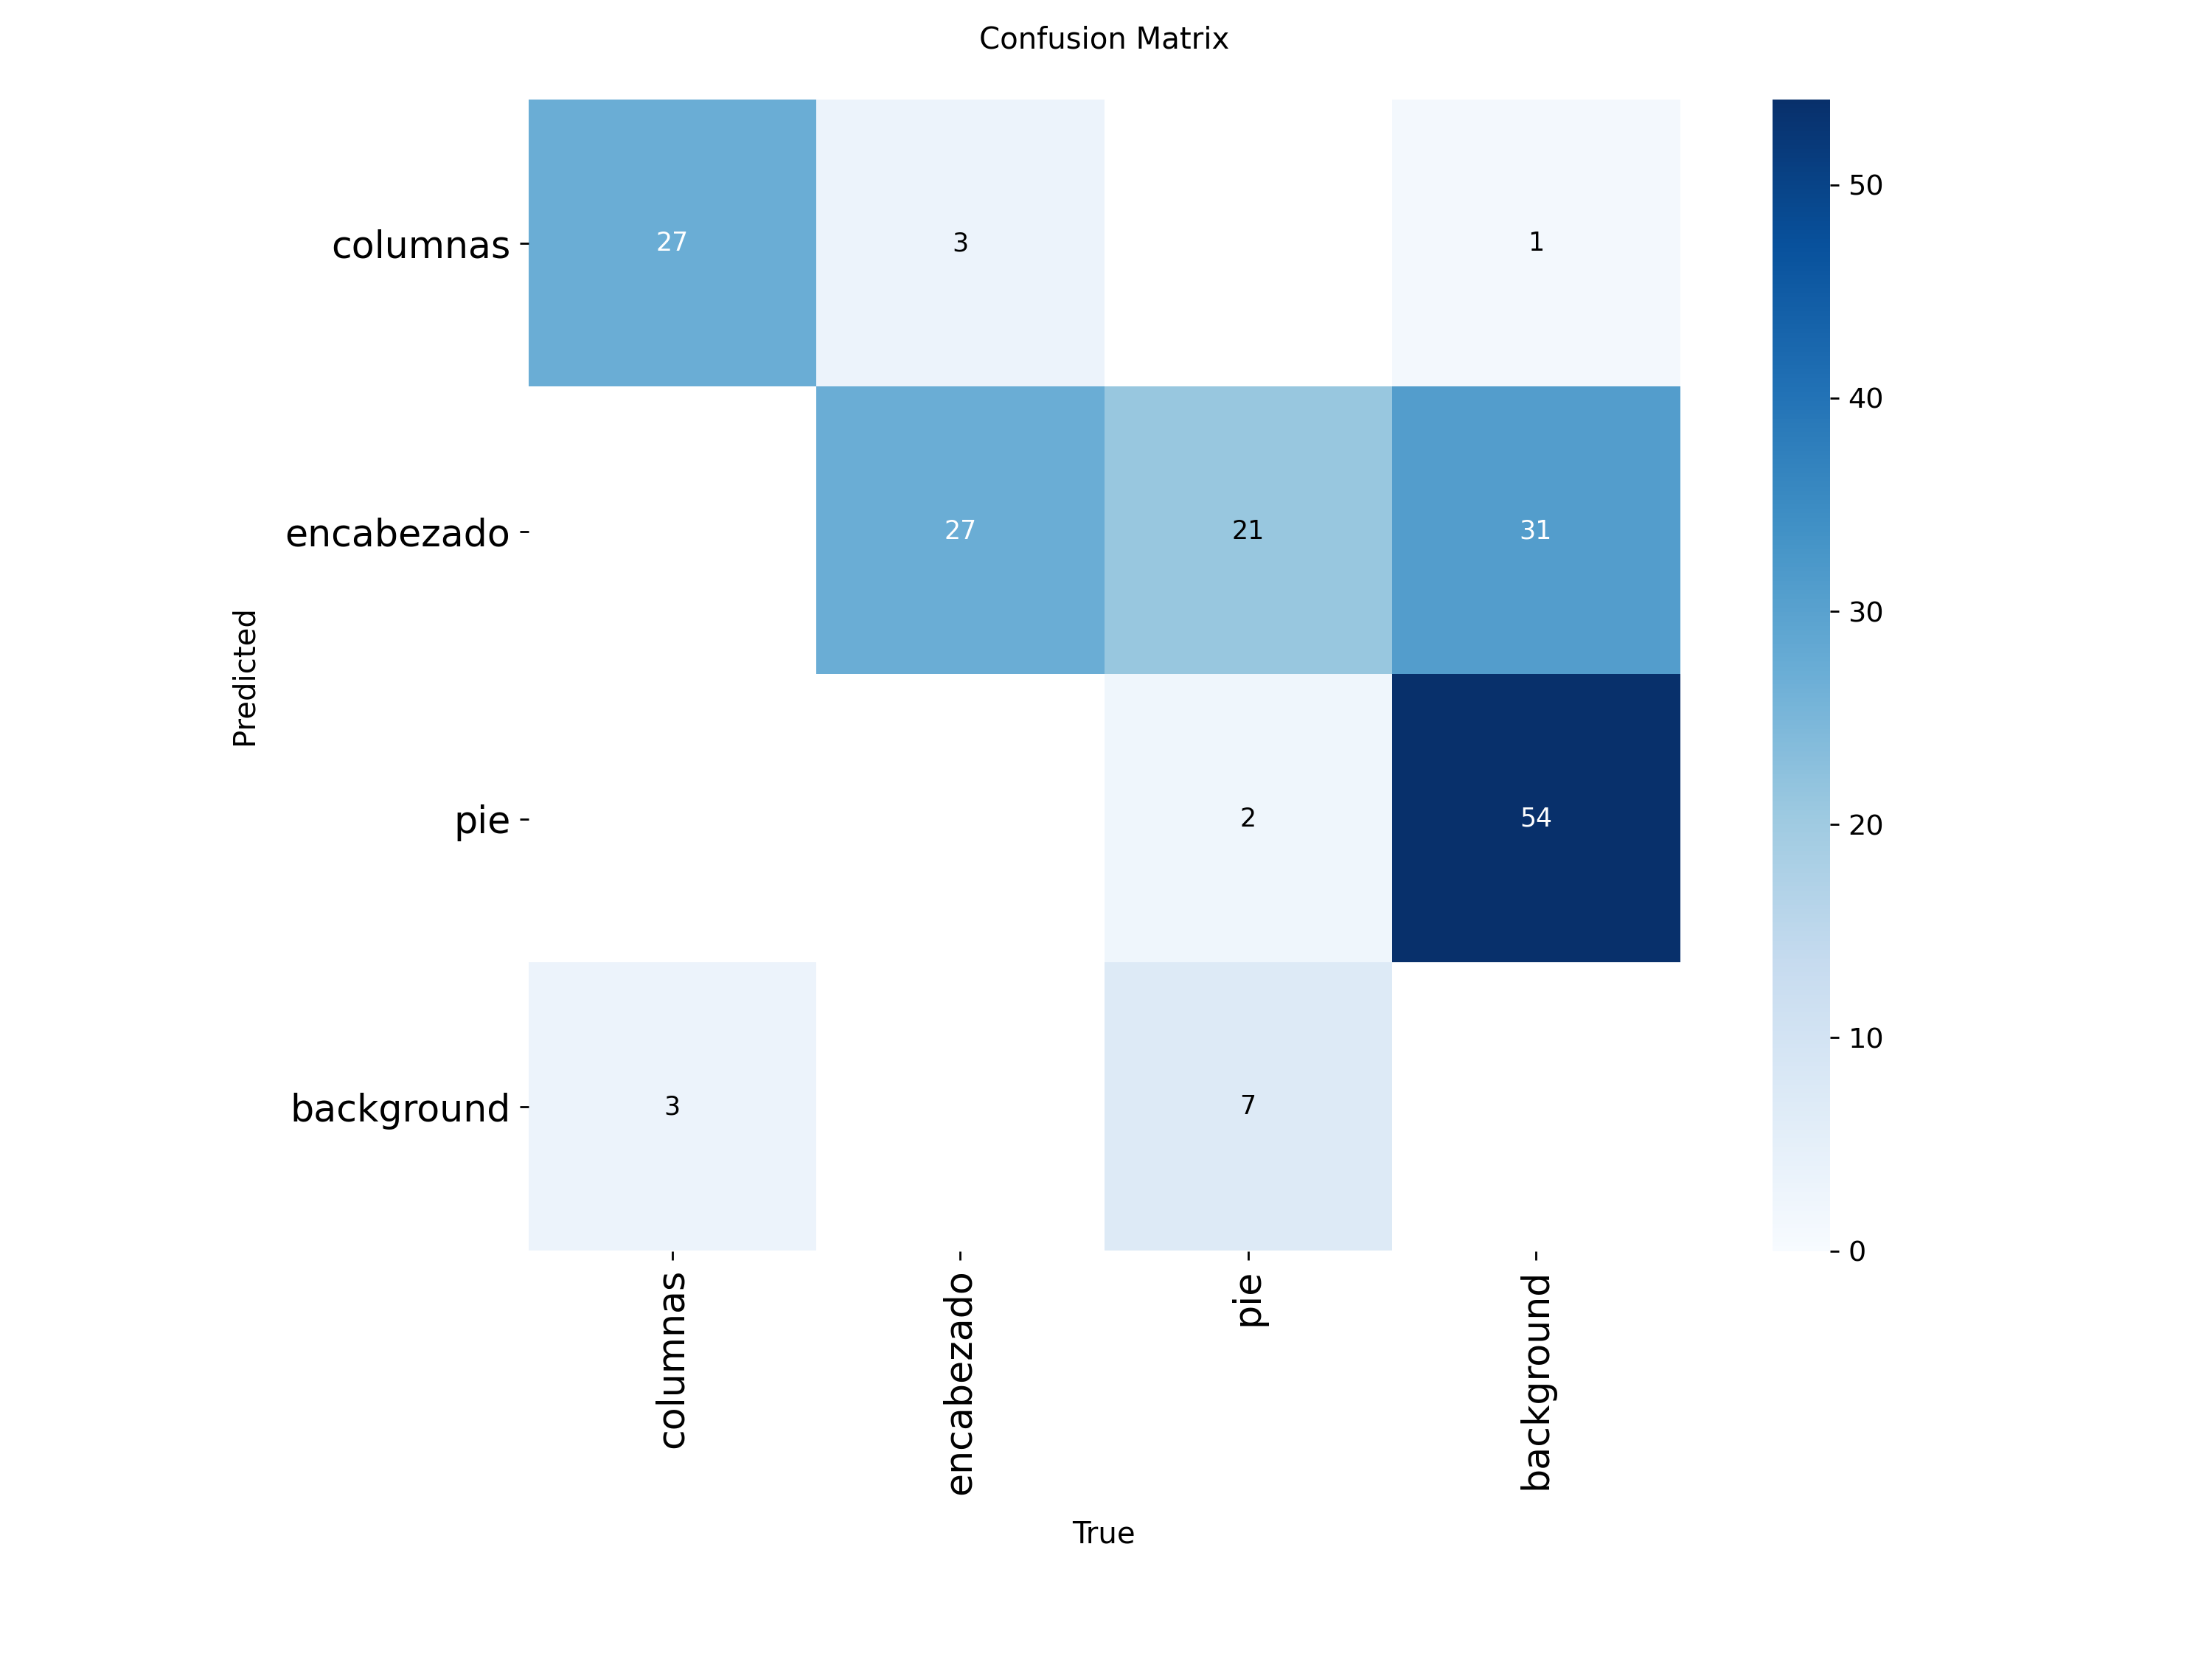 Confusion Matrix
columnas
27
3
1
50
40
encabezado
27
21
31
30
Predicted
pie
2
54
20
10
background
3
7
0
columnas
encabezado
pie
background
True